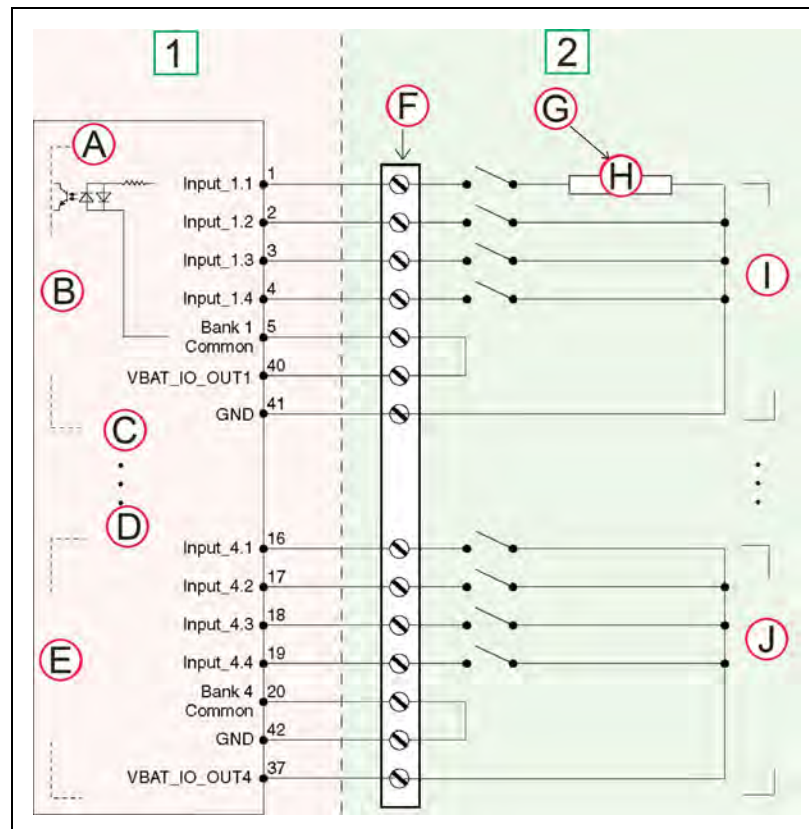 1
2
F
G
A
H
Input_1.1 1
Input_1.2 2
Input_1.3 3
B
I
Input_1.4 4
Bank 1
Common 5
VBAT_IO_OUT1 40
GND 41
C
D
Input_4.1 16
Input_4.2 17
Input_4.3 18
E
J
Input_4.4 19
Bank 4
Common 20
GND 42
VBAT_IO_OUT4 37